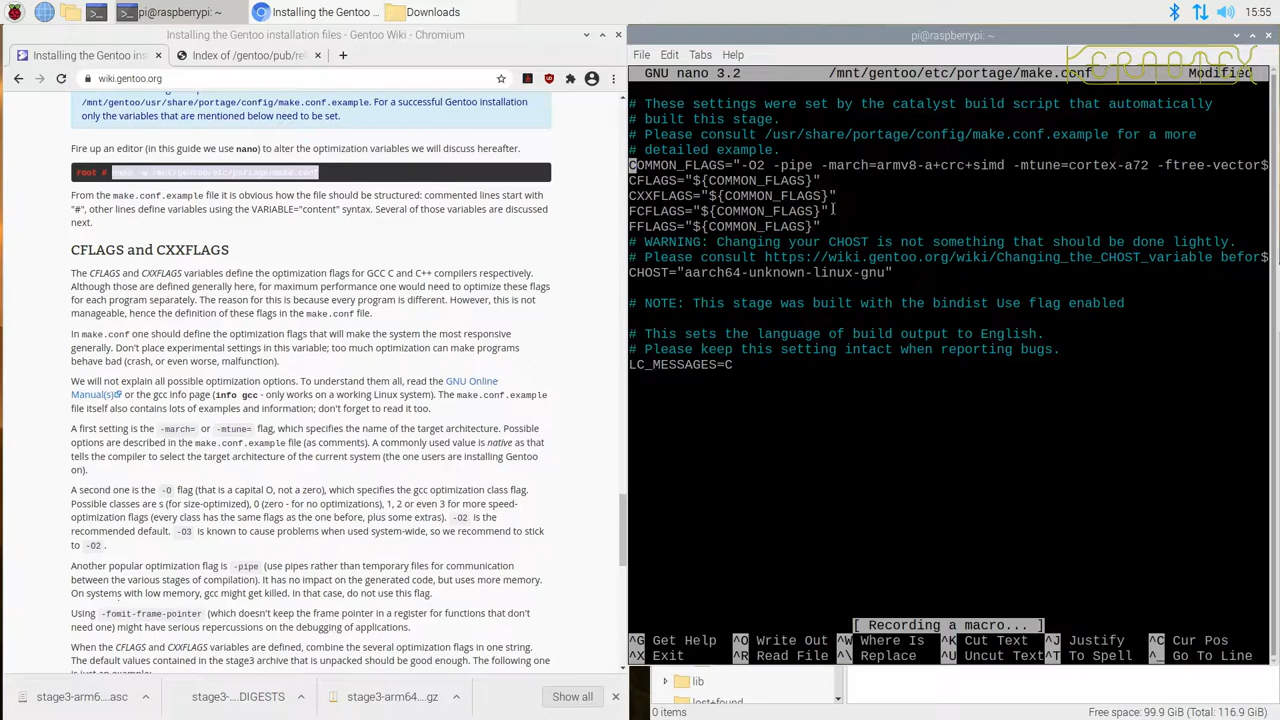 pi@raspberrypi: ~
Installing the Gentoo ...
Downloads
15:55
Installing the Gentoo installation files - Gentoo Wiki - Chromium
Installing the Gentoo ins
Index of /gentoo/pub/rel
wiki.gentoo.org
/mnt/gentoo/usr/share/portage/config/make.conf.example. For a successful Gentoo installation
only the variables that are mentioned below need to be set.
Fire up an editor (in this guide we use nano) to alter the optimization variables we will discuss hereafter.
root # nano -w /mnt/gentoo/etc/portage/make.conf
From the make.conf.example file it is obvious how the file should be structured: commented lines start with
"#", other lines define variables using the VARIABLE="content" syntax. Several of those variables are discussed
next.
CFLAGS and CXXFLAGS
The CFLAGS and CXXFLAGS variables define the optimization flags for GCC C and C++ compilers respectively.
Although those are defined generally here, for maximum performance one would need to optimize these flags
for each program separately. The reason for this is because every program is different. However, this is not
manageable, hence the definition of these flags in the make.conf file.
In make.conf one should define the optimization flags that will make the system the most responsive
generally. Don't place experimental settings in this variable; too much optimization can make programs
behave bad (crash, or even worse, malfunction).
We will not explain all possible optimization options. To understand them all, read the GNU Online
Manual(s) or the gcc info page (info gcc - only works on a working Linux system). The make.conf.example
file itself also contains lots of examples and information; don't forget to read it too.
A first setting is the -march= or -mtune= flag, which specifies the name of the target architecture. Possible
options are described in the make.conf.example file (as comments). A commonly used value is native as that
tells the compiler to select the target architecture of the current system (the one users are installing Gentoo
on).
A second one is the -O flag (that is a capital O, not a zero), which specifies the gcc optimization class flag.
Possible classes are s (for size-optimized), 0 (zero - for no optimizations), 1, 2 or even 3 for more speed-
optimization flags (every class has the same flags as the one before, plus some extras). -O2 is the
recommended default. -O3 is known to cause problems when used system-wide, so we recommend to stick
to -O2.
Another popular optimization flag is -pipe (use pipes rather than temporary files for communication
between the various stages of compilation). It has no impact on the generated code, but uses more memory.
On systems with low memory, gcc might get killed. In that case, do not use this flag.
Using -fomit-frame-pointer (which doesn't keep the frame pointer in a register for functions that don't
need one) might have serious repercussions on the debugging of applications.
When the CFLAGS and CXXFLAGS variables are defined, combine the several optimization flags in one string.
The default values contained in the stage3 archive that is unpacked should be good enough. The following one
is just an example:
stage3-arm6....asc
stage3-....DIGESTS
stage3-arm64....gz
Show all
pi@raspberrypi: ~
File Edit Tabs Help
KERNOTEX
GNU nano 3.2 /mnt/gentoo/etc/portage/make.conf Modified
# These settings were set by the catalyst build script that automatically
# built this stage.
# Please consult /usr/share/portage/config/make.conf.example for a more
# detailed example.
COMMON_FLAGS="-O2 -pipe -march=armv8-a+crc+simd -mtune=cortex-a72 -ftree-vector$
CFLAGS="${COMMON_FLAGS}"
CXXFLAGS="${COMMON_FLAGS}"
FCFLAGS="${COMMON_FLAGS}"
FFLAGS="${COMMON_FLAGS}"
# WARNING: Changing your CHOST is not something that should be done lightly.
# Please consult https://wiki.gentoo.org/wiki/Changing_the_CHOST_variable befor$
CHOST="aarch64-unknown-linux-gnu"
# NOTE: This stage was built with the bindist Use flag enabled
# This sets the language of build output to English.
# Please keep this setting intact when reporting bugs.
LC_MESSAGES=C
[ Recording a macro... ]
^G Get Help ^O Write Out ^W Where Is ^K Cut Text ^J Justify ^C Cur Pos
^X Exit ^R Read File ^\ Replace ^U Uncut Text ^T To Spell ^_ Go To Line
lib
lost+found
0 items
Free space: 99.9 GiB (Total: 116.9 GiB)